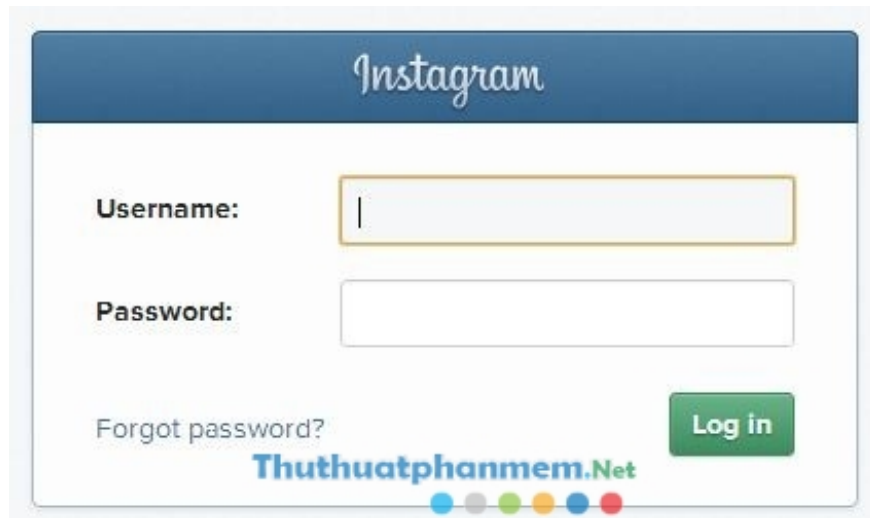 Instagram
Username:
Password:
Forgot password?
Log in
Thuthuatphanmem.Net